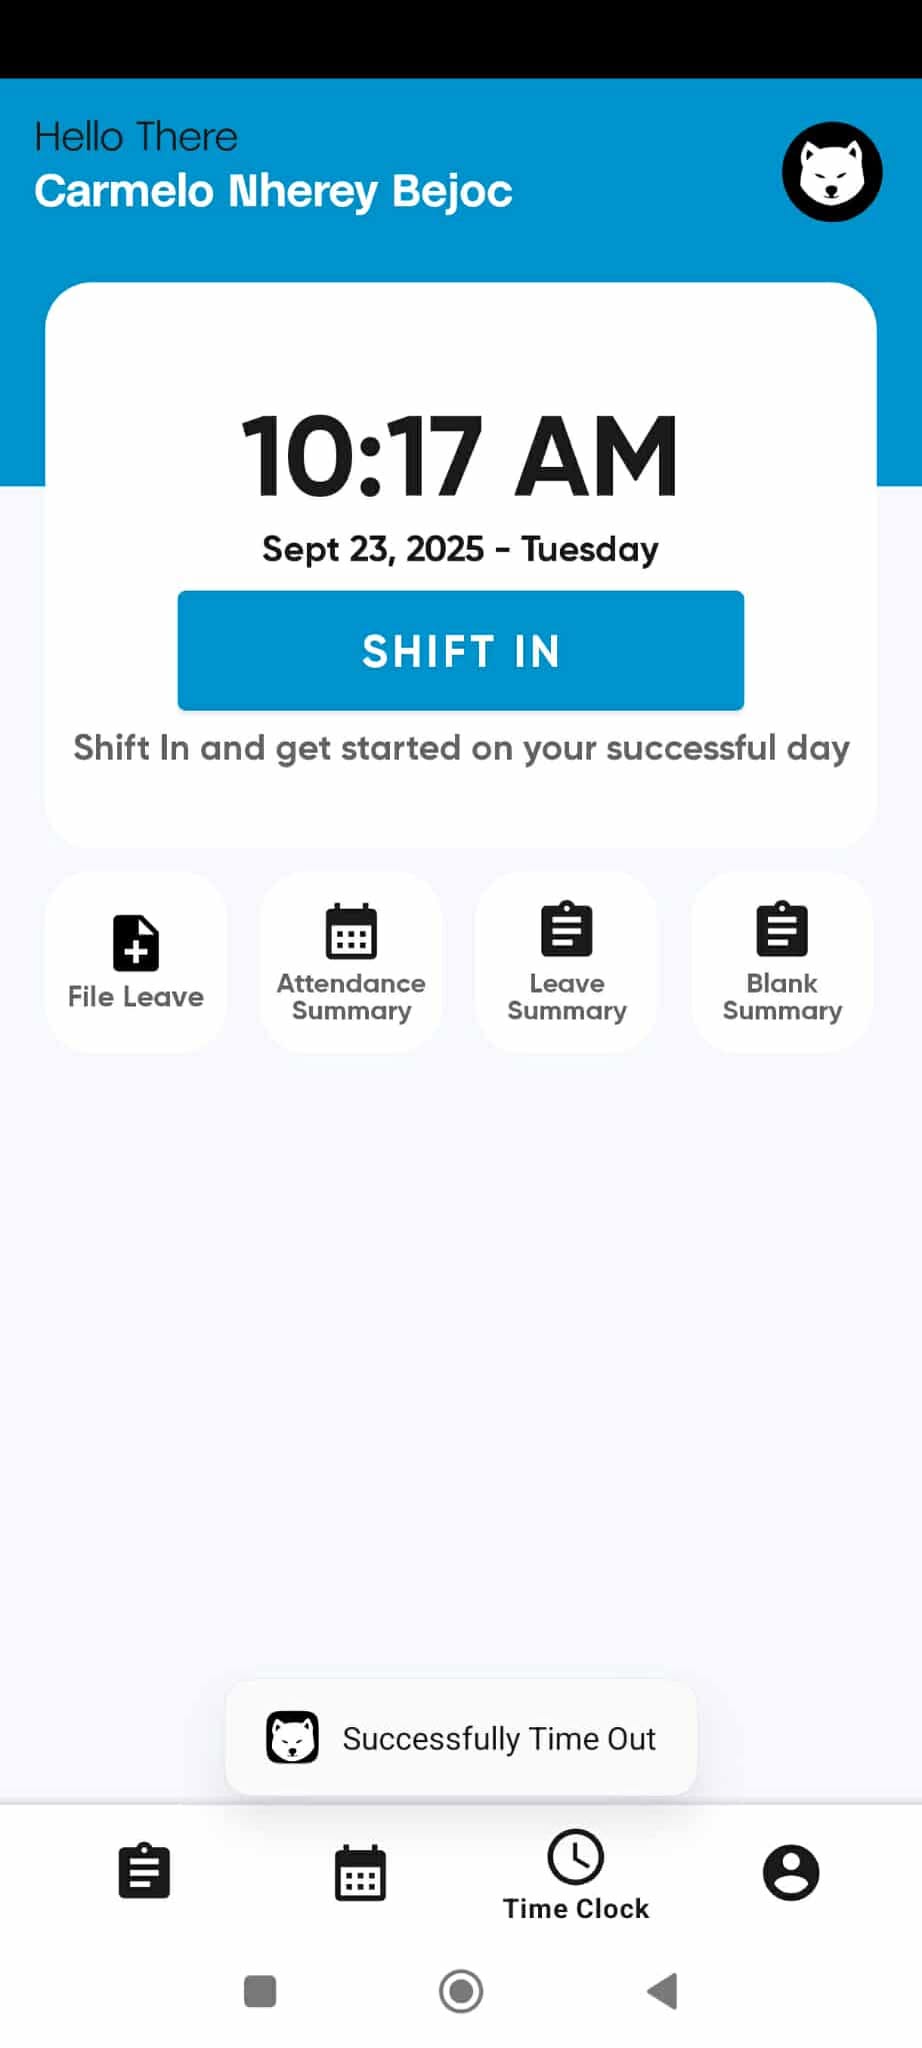 Hello There
Carmelo Nherey Bejoc
10:17 AM
Sept 23, 2025 - Tuesday
SHIFT IN
Shift In and get started on your successful day
File Leave
Attendance
Summary
Leave
Summary
Blank
Summary
Successfully Time Out
Time Clock